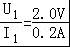 U₁/I₁ = 2.0V/0.2A